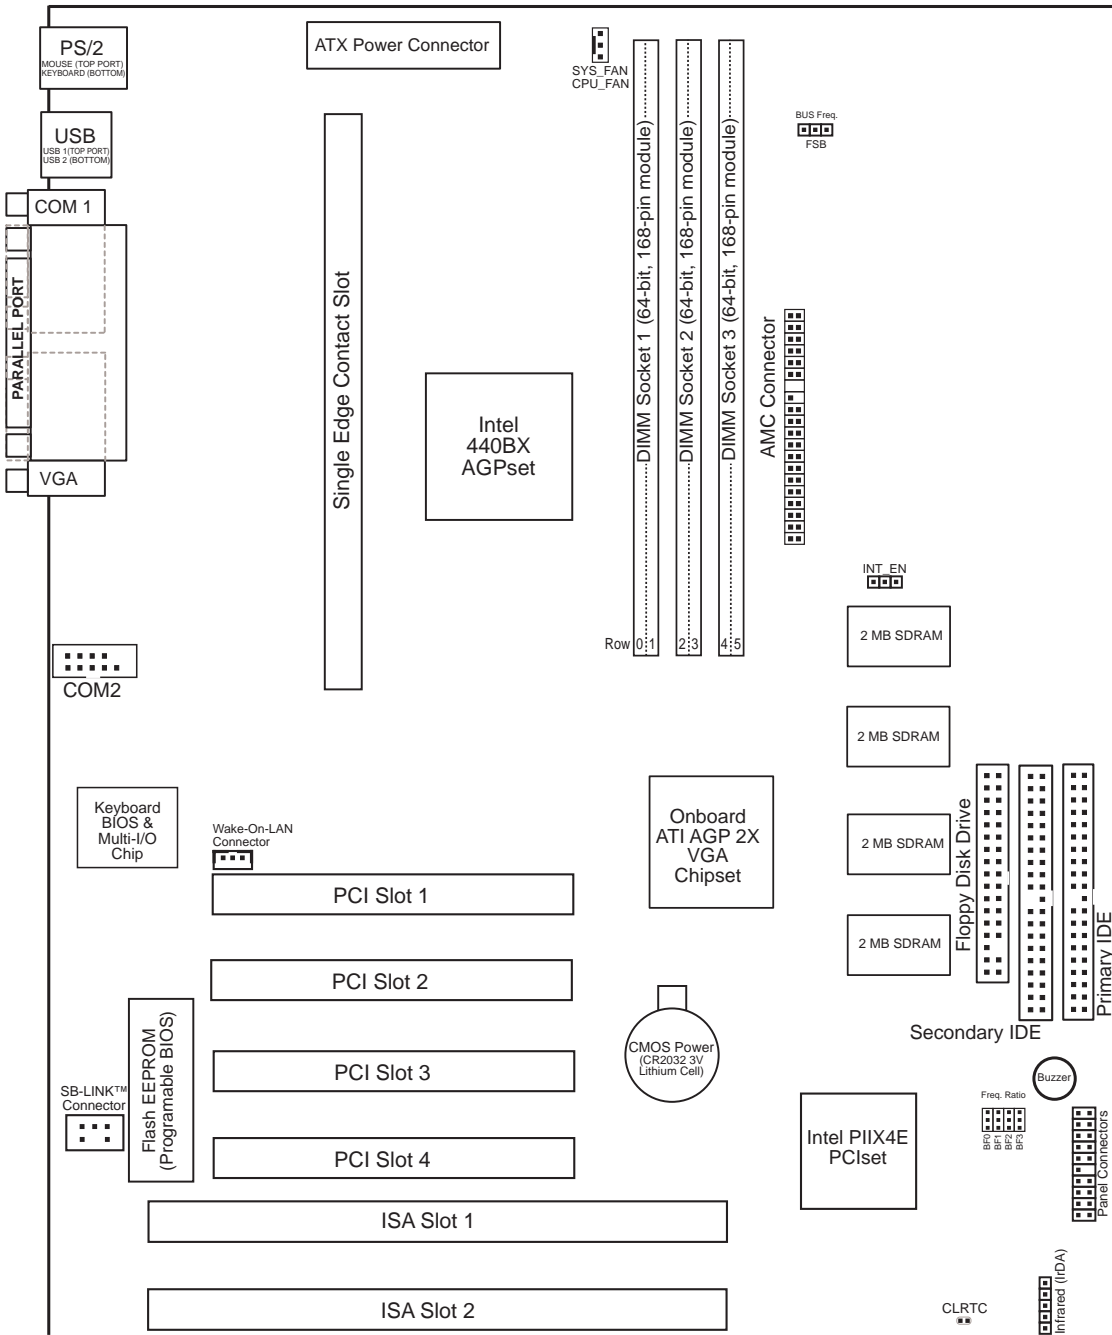 PS/2
MOUSE (TOP PORT)
KEYBOARD (BOTTOM)
ATX Power Connector
SYS_FAN
CPU_FAN
BUS Freq.
FSB
USB
USB 1(TOP PORT)
USB 2 (BOTTOM)
COM 1
PARALLEL PORT
VGA
Single Edge Contact Slot
Intel
440BX
AGPset
DIMM Socket 1 (64-bit, 168-pin module)
DIMM Socket 2 (64-bit, 168-pin module)
DIMM Socket 3 (64-bit, 168-pin module)
AMC Connector
INT_EN
Row 0 1 2 3 4 5
2 MB SDRAM
COM2
2 MB SDRAM
Keyboard
BIOS &
Multi-I/O
Chip
Wake-On-LAN
Connector
Onboard
ATI AGP 2X
VGA
Chipset
2 MB SDRAM
2 MB SDRAM
Floppy Disk Drive
Primary IDE
Secondary IDE
PCI Slot 1
PCI Slot 2
Flash EEPROM
(Programable BIOS)
CMOS Power
(CR2032 3V
Lithium Cell)
PCI Slot 3
SB-LINK™
Connector
Buzzer
Freq. Ratio
BF0
BF1
BF2
BF3
Panel Connectors
Intel PIIX4E
PCIset
PCI Slot 4
ISA Slot 1
ISA Slot 2
CLRTC
Infrared (IrDA)